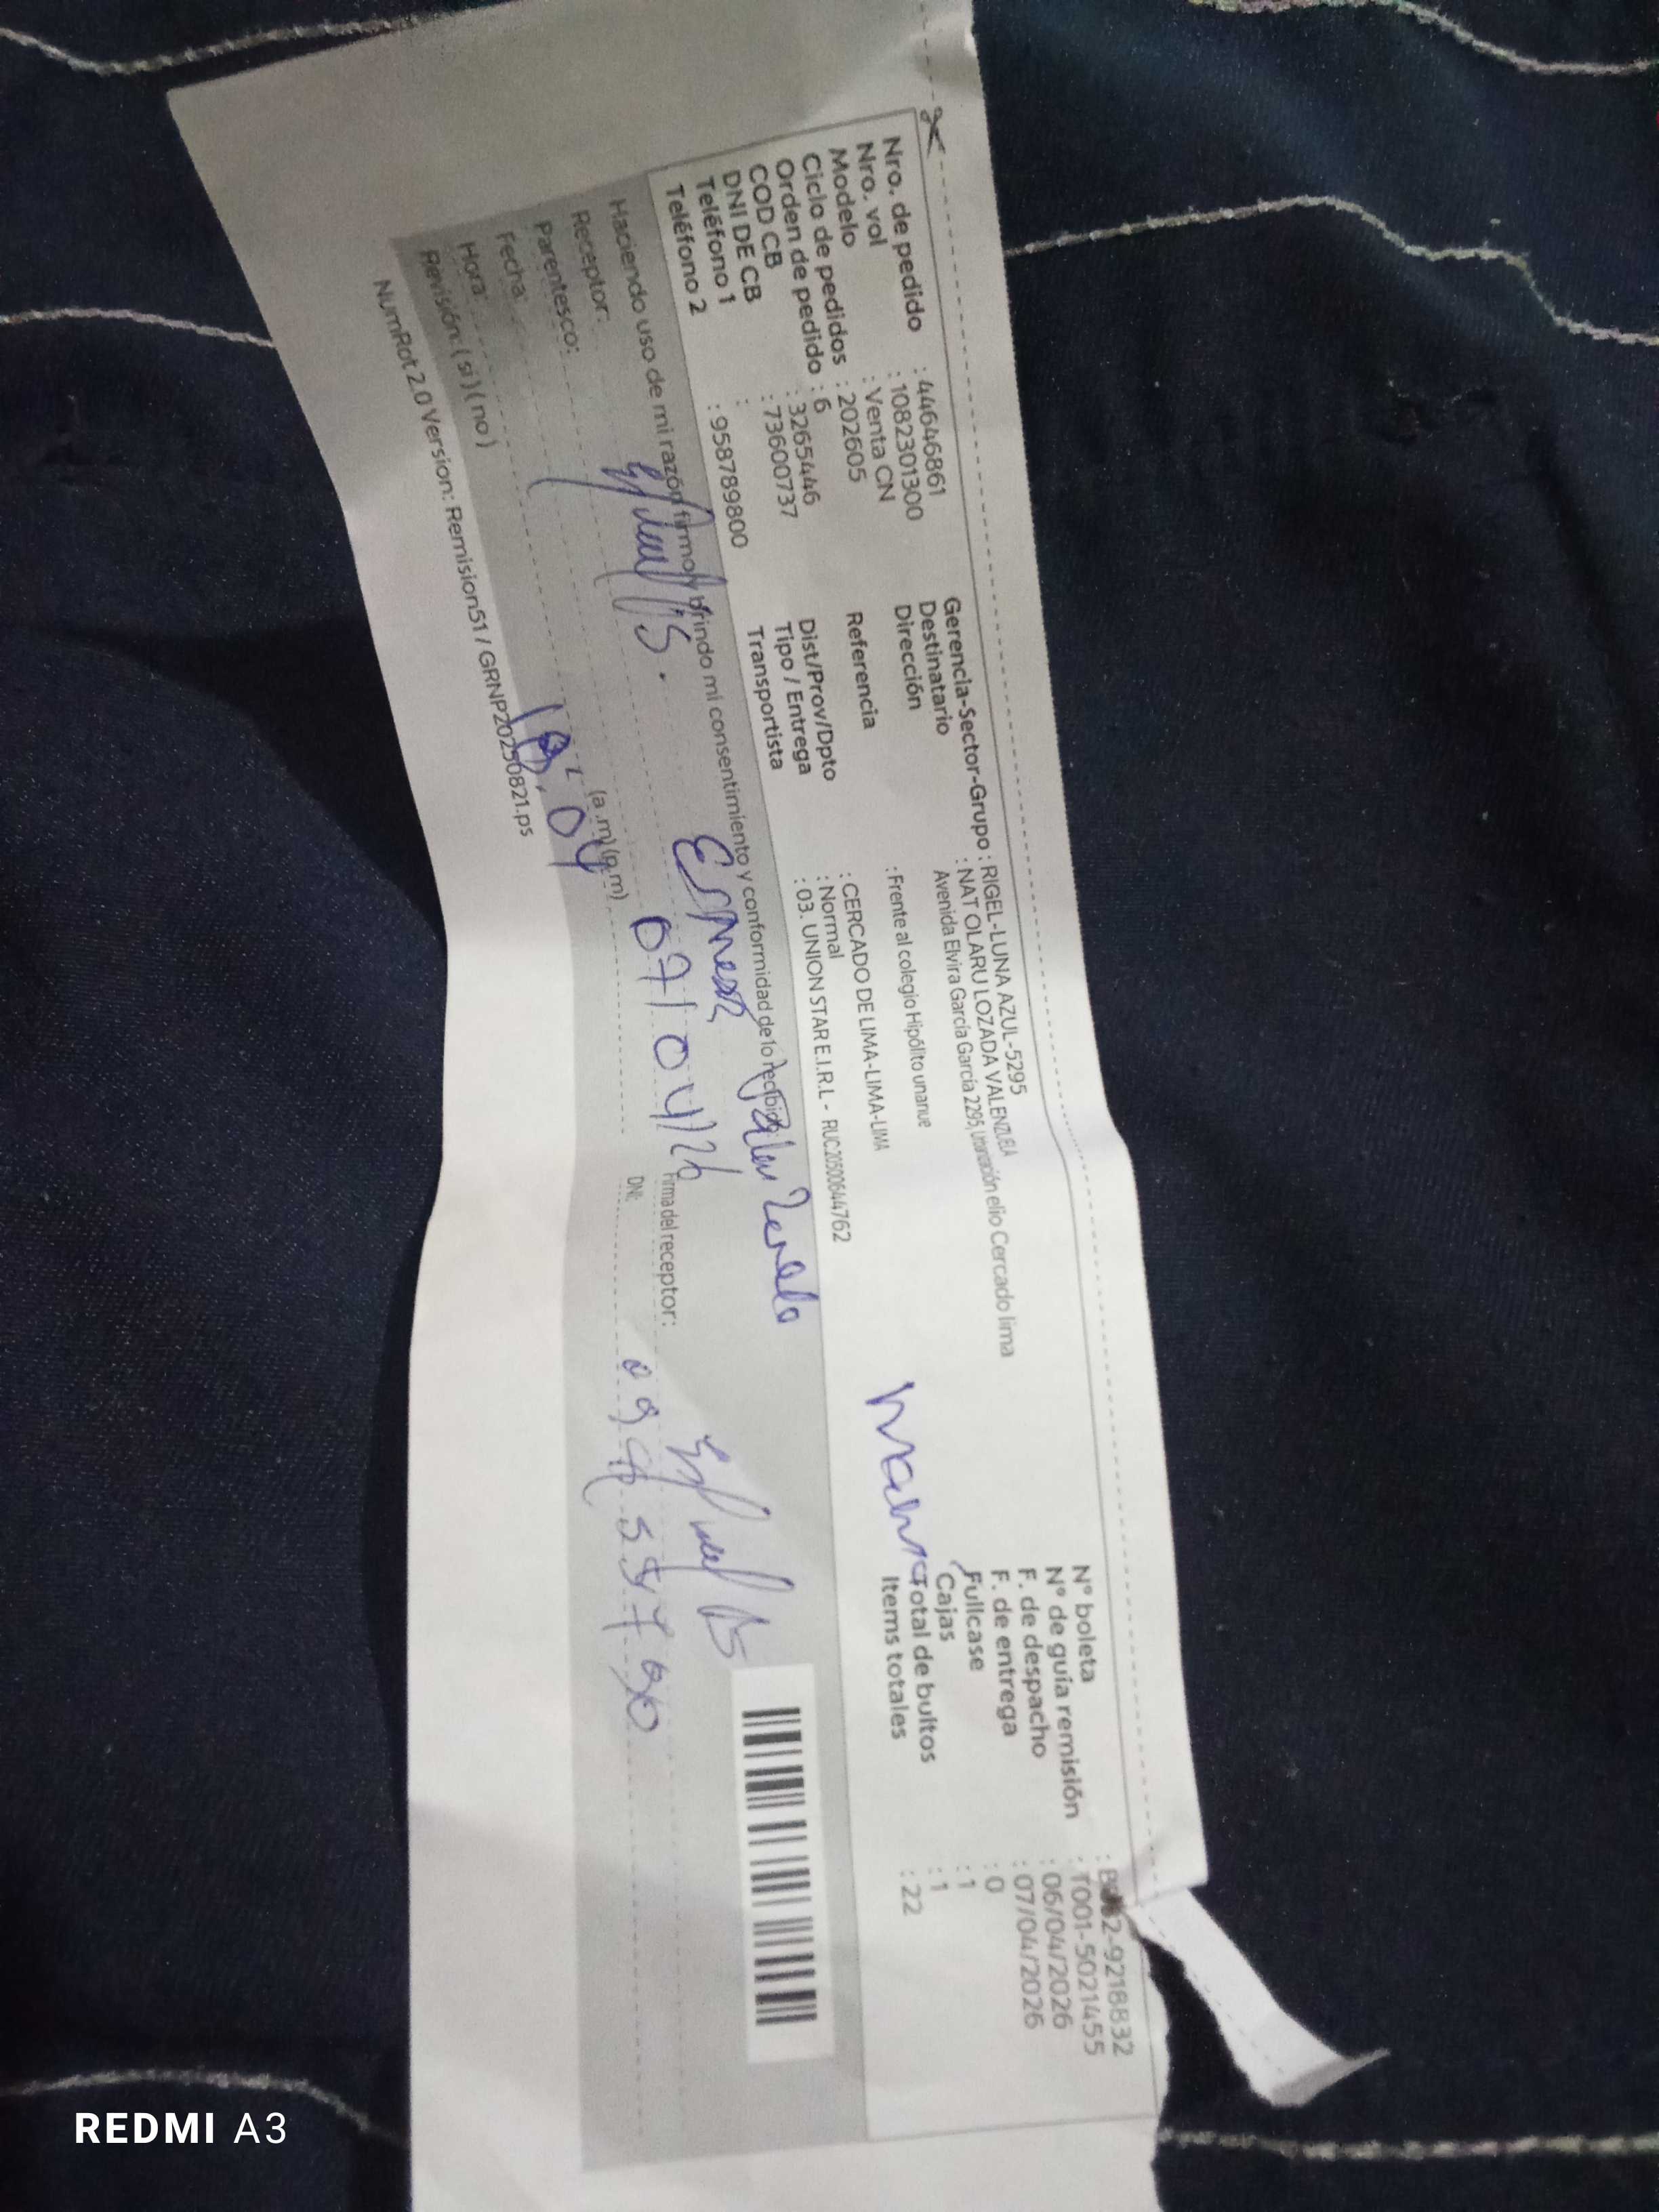 Nro. de pedido : 44646861
Nro. vol : 1082301300
Modelo : Venta CN
Ciclo de pedidos : 202605
Orden de pedido : 6
COD CB : 3265446
DNI DE CB : 73600737
Teléfono 1 :
Teléfono 2 : 958789800
Gerencia-Sector-Grupo : RIGEL-LUNA AZUL-5295
Destinatario : NAT OLARU LOZADA VALENZUELA
Dirección Avenida Elvira García García 2295, elio Cercado lima
Referencia : Frente al colegio Hipólito unanue
Dist/Prov/Dpto : CERCADO DE LIMA-LIMA-LIMA
Tipo / Entrega : Normal
Transportista : 03. UNION STAR E.I.R.L - RUC20500644762
N° boleta 2-9218832
N° de guía remisión : T001-5021455
F. de despacho : 06/04/2026
F. de entrega : 07/04/2026
Fullcase : 0
Cajas : 1
Total de bultos : 1
Items totales : 22
Haciendo uso de mi razón firmo y brindo mi consentimiento y conformidad de lo recibido
Receptor:
Parentesco:
Fecha: 07/04/26
Hora (a.m) (p.m)
Revisión: ( si ) ( no )
Firma del receptor:
DNI:
NumRot 2.0 Version: Remision51 / GRNP20250821.ps
REDMI A3